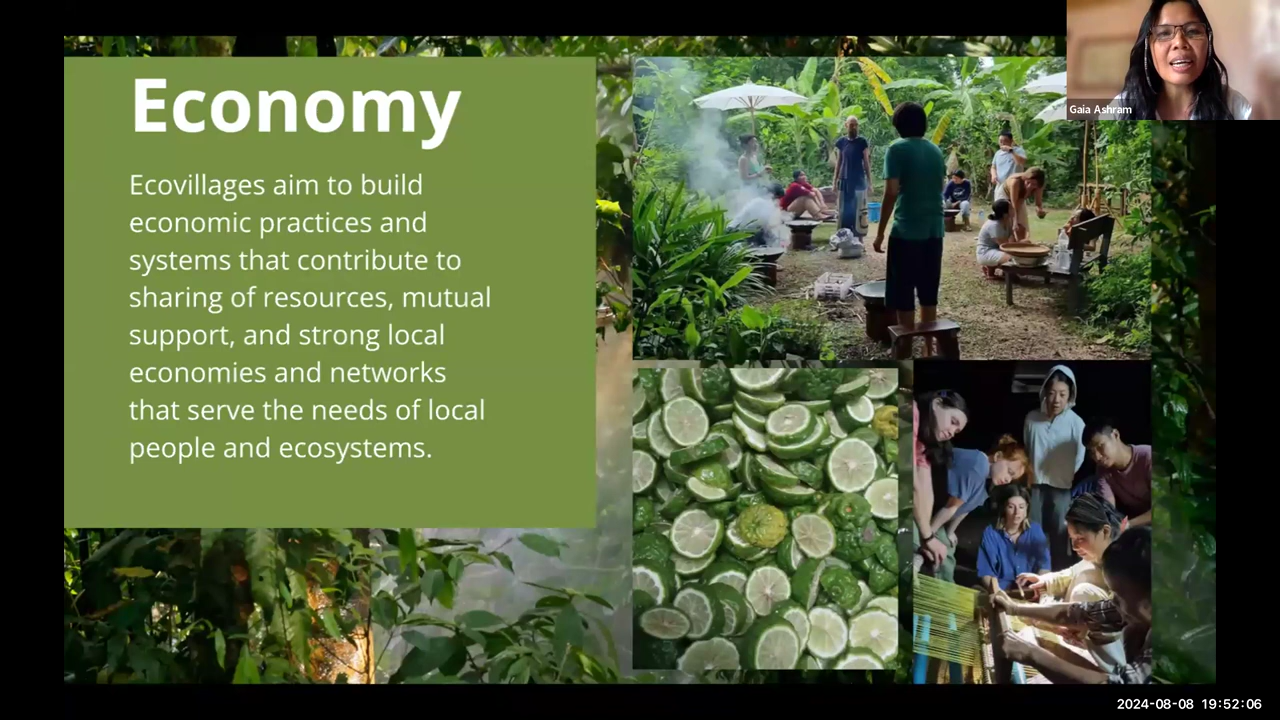 Economy
Ecovillages aim to build
economic practices and
systems that contribute to
sharing of resources, mutual
support, and strong local
economies and networks
that serve the needs of local
people and ecosystems.
Gaia Ashram
2024-08-08 19:52:06